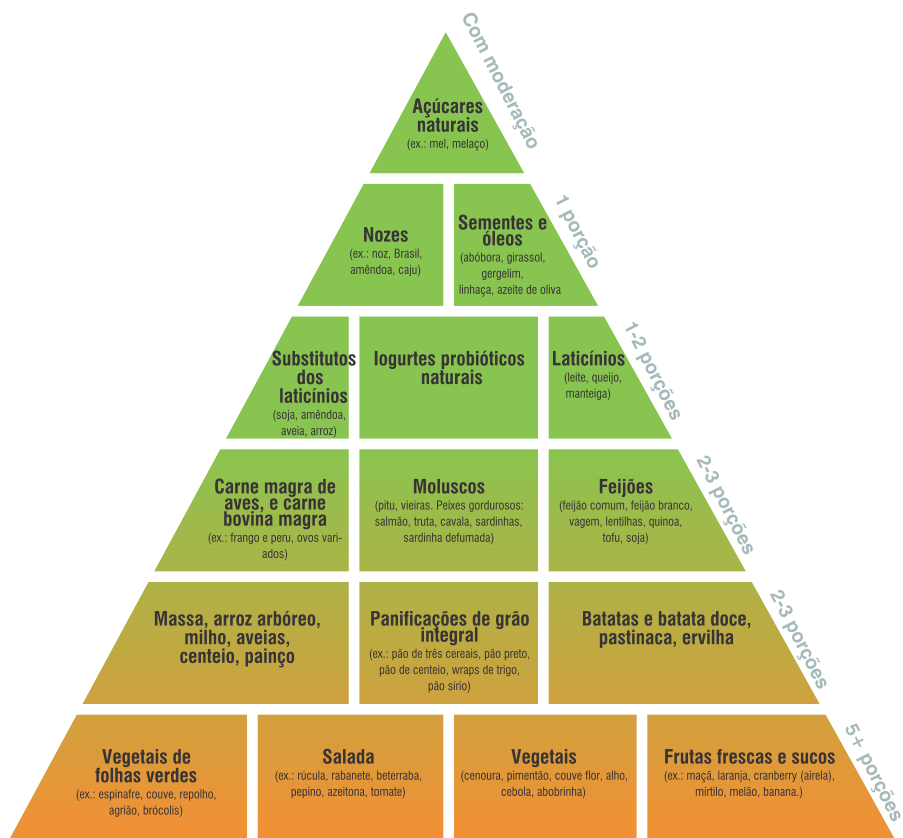 Com moderação
Açúcares
naturais
(ex.: mel, melaço)
1 porção
Nozes
(ex.: noz, Brasil,
amêndoa, caju)
Sementes e
óleos
(abóbora, girassol,
gergelim,
linhaça, azeite de oliva
1-2 porções
Substitutos
dos
laticínios
(soja, amêndoa,
aveia, arroz)
Iogurtes probióticos
naturais
Laticínios
(leite, queijo,
manteiga)
2-3 porções
Carne magra de
aves, e carne
bovina magra
(ex.: frango e peru, ovos vari-
ados)
Moluscos
(pitu, vieiras. Peixes gordurosos:
salmão, truta, cavala, sardinhas,
sardinha defumada)
Feijões
(feijão comum, feijão branco,
vagem, lentilhas, quinoa,
tofu, soja)
2-3 porções
Massa, arroz arbóreo,
milho, aveias,
centeio, painço
Panificações de grão
integral
(ex.: pão de três cereais, pão preto,
pão de centeio, wraps de trigo,
pão sírio)
Batatas e batata doce,
pastinaca, ervilha
5+ porções
Vegetais de
folhas verdes
(ex.: espinafre, couve, repolho,
agrião, brócolis)
Salada
(ex.: rúcula, rabanete, beterraba,
pepino, azeitona, tomate)
Vegetais
(cenoura, pimentão, couve flor, alho,
cebola, abobrinha)
Frutas frescas e sucos
(ex.: maçã, laranja, cranberry (airela),
mirtilo, melão, banana.)